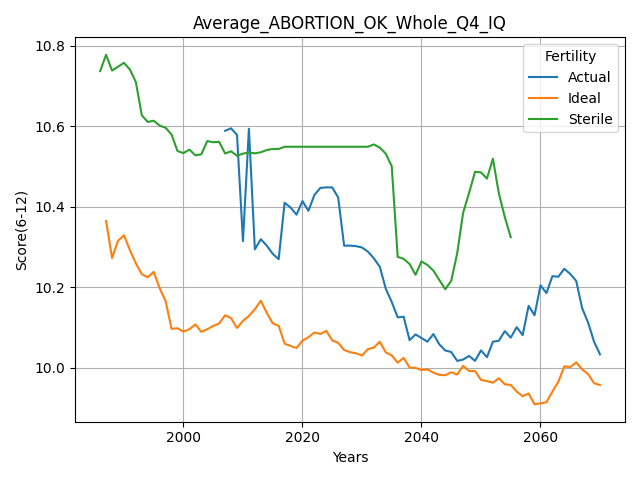 Average_ABORTION_OK_Whole_Q4_IQ
Fertility
Actual
Ideal
Sterile
Score(6-12)
10.8
10.6
10.4
10.2
10.0
2000
2020
2040
2060
Years